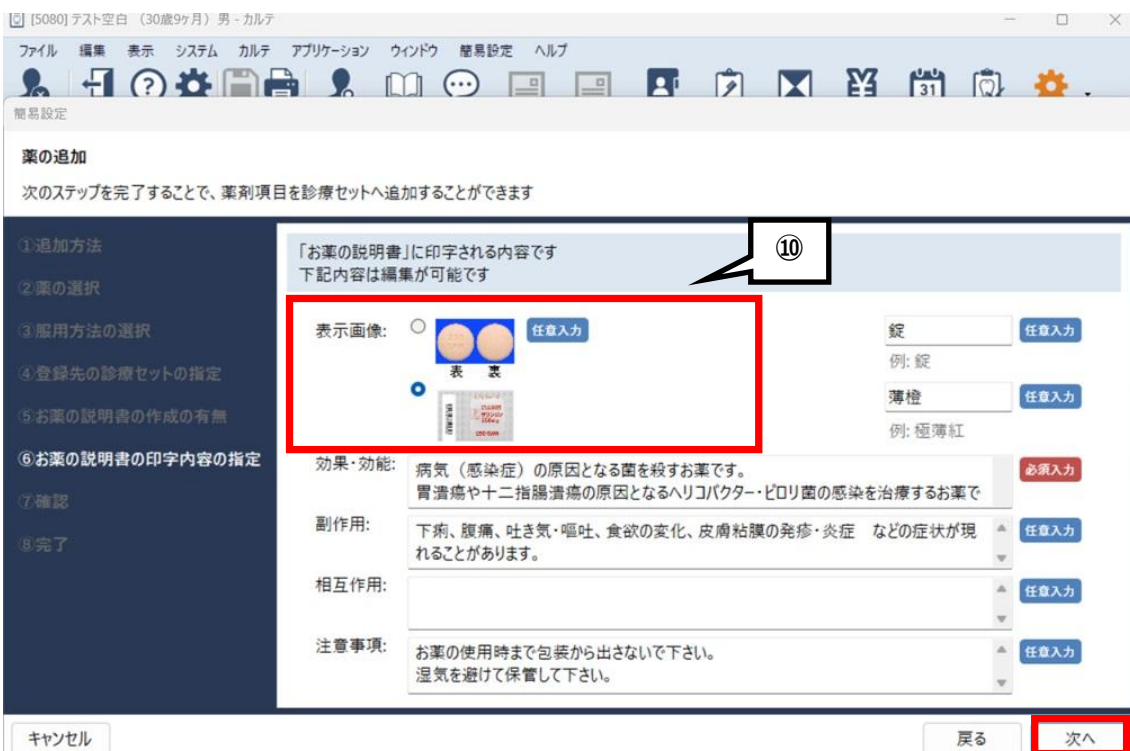 [5080] テスト空白 (30歳9ケ月) 男 - カルテ
ファイル 編集 表示 システム カルテ アプリケーション ウィンドウ 簡易設定 ヘルプ
31
簡易設定
薬の追加
次のステップを完了することで、薬剤項目を診療セットへ追加することができます
①追加方法
②薬の選択
③服用方法の選択
④登録先の診療セットの指定
⑤お薬の説明書の作成の有無
⑥お薬の説明書の印字内容の指定
⑦確認
⑧完了
「お薬の説明書」に印字される内容です
下記内容は編集が可能です
⑩
表示画像:
任意入力
表 裏
錠 任意入力
例: 錠
薄橙 任意入力
例: 極薄紅
効果・効能: 病気（感染症）の原因となる菌を殺すお薬です。
胃潰瘍や十二指腸潰瘍の原因となるヘリコバクター・ピロリ菌の感染を治療するお薬で
必須入力
副作用: 下痢、腹痛、吐き気・嘔吐、食欲の変化、皮膚粘膜の発疹・炎症　などの症状が現
れることがあります。
任意入力
相互作用:
任意入力
注意事項: お薬の使用時まで包装から出さないで下さい。
湿気を避けて保管して下さい。
任意入力
キャンセル 戻る 次へ